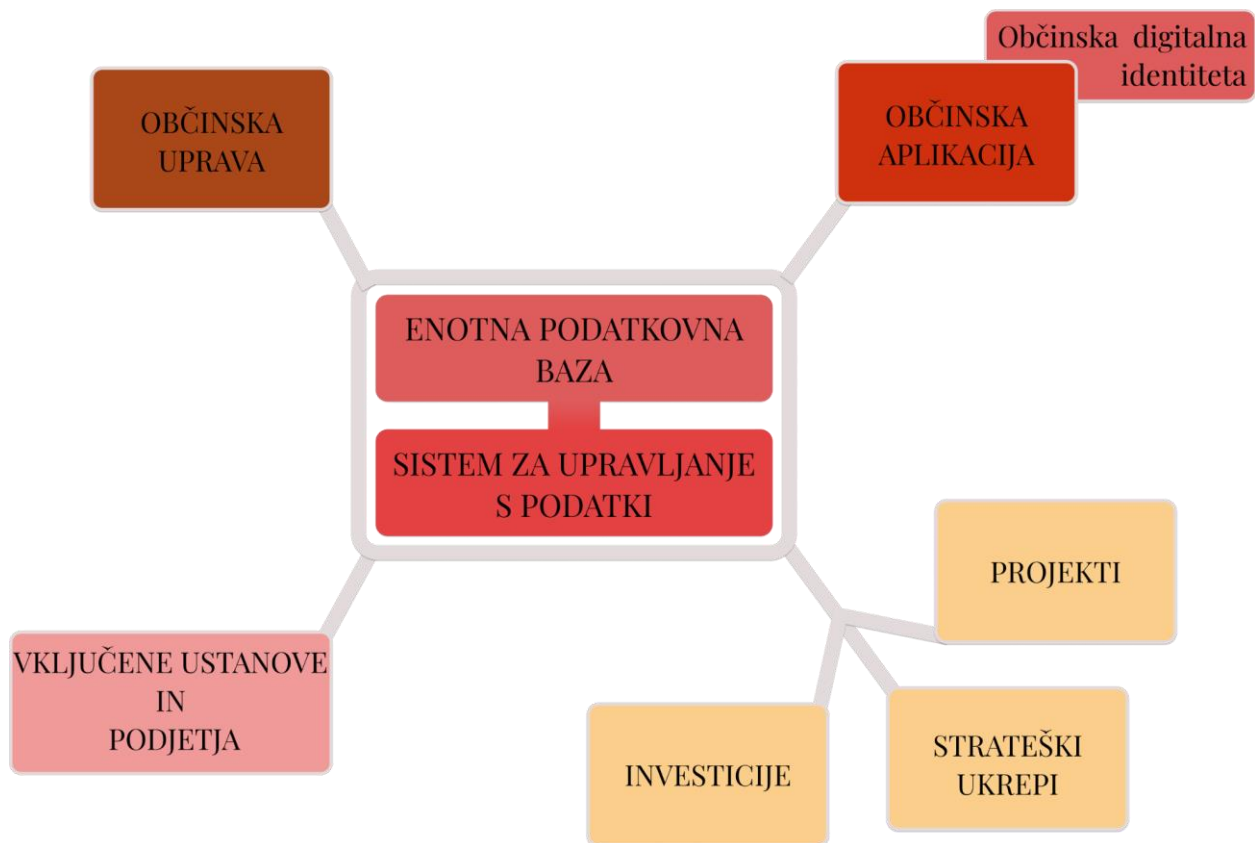 Občinska digitalna
identiteta
OBČINSKA
UPRAVA
OBČINSKA
APLIKACIJA
ENOTNA PODATKOVNA
BAZA
SISTEM ZA UPRAVLJANJE
S PODATKI
PROJEKTI
VKLJUČENE USTANOVE
IN
PODJETJA
INVESTICIJE
STRATEŠKI
UKREPI